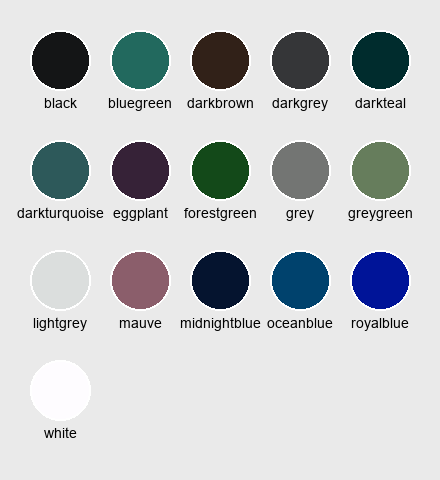 black bluegreen darkbrown darkgrey darkteal
darkturquoise eggplant forestgreen grey greygreen
lightgrey mauve midnightblue oceanblue royalblue
white